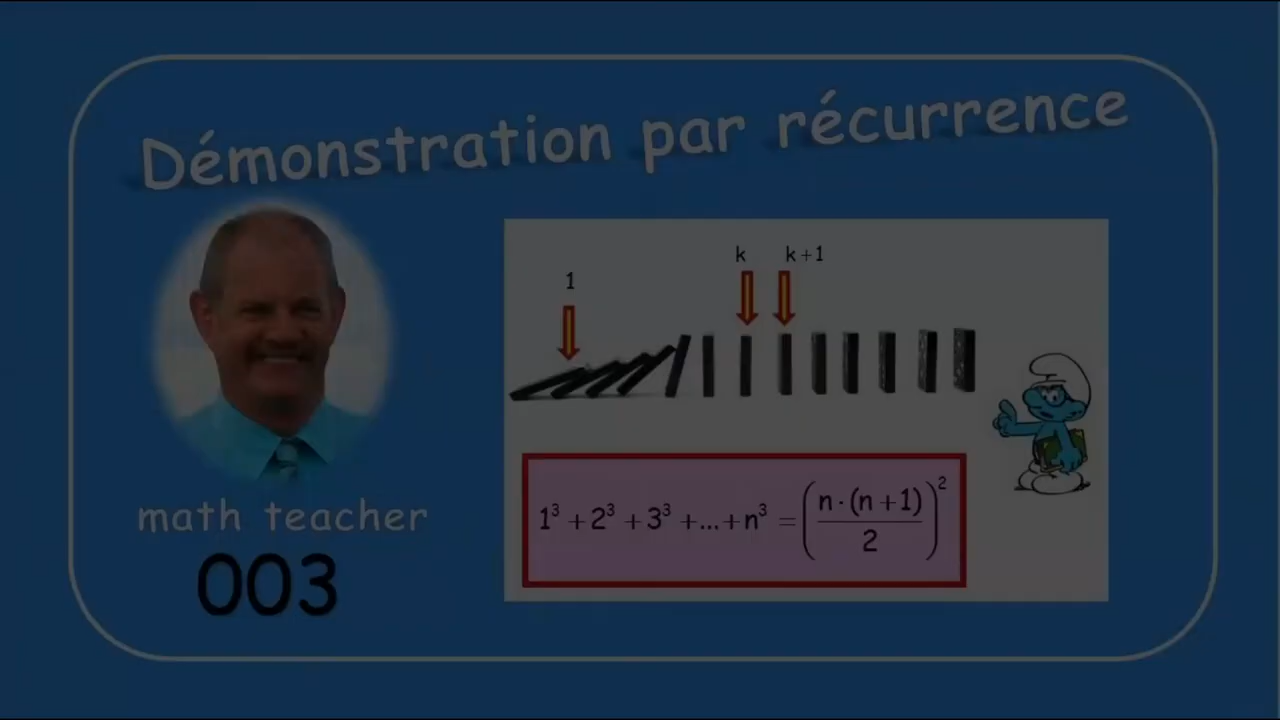 Démonstration par récurrence
1
k
k+1
1³ + 2³ + 3³ + ... + n³ = (n·(n+1)/2)²
math teacher
003